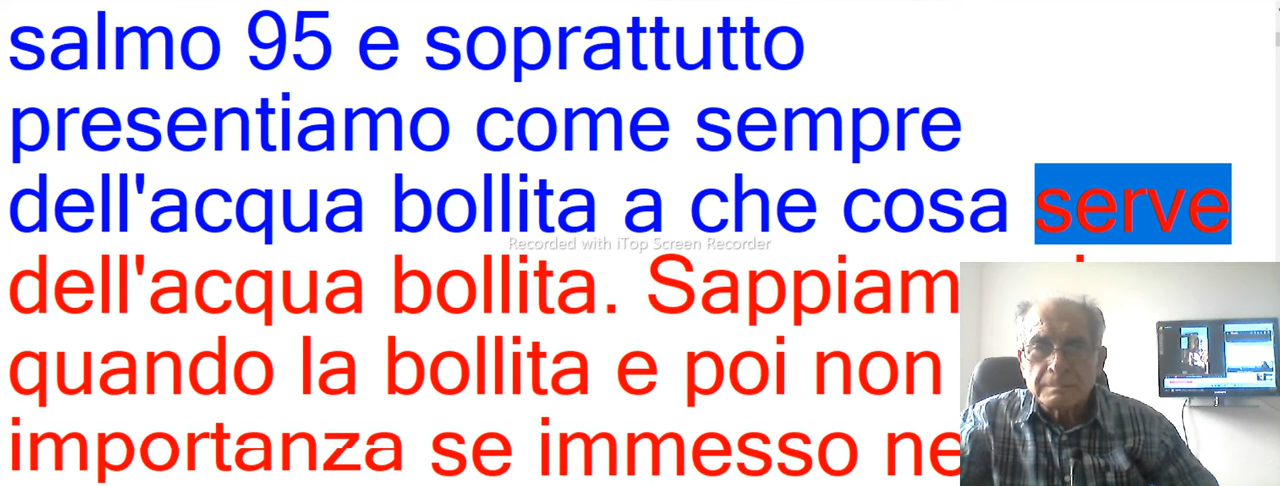 salmo 95 e soprattutto
presentiamo come sempre
dell'acqua bollita a che cosa serve
Recorded with iTop Screen Recorder
dell'acqua bollita. Sappiam
quando la bollita e poi non
importanza se immesso ne